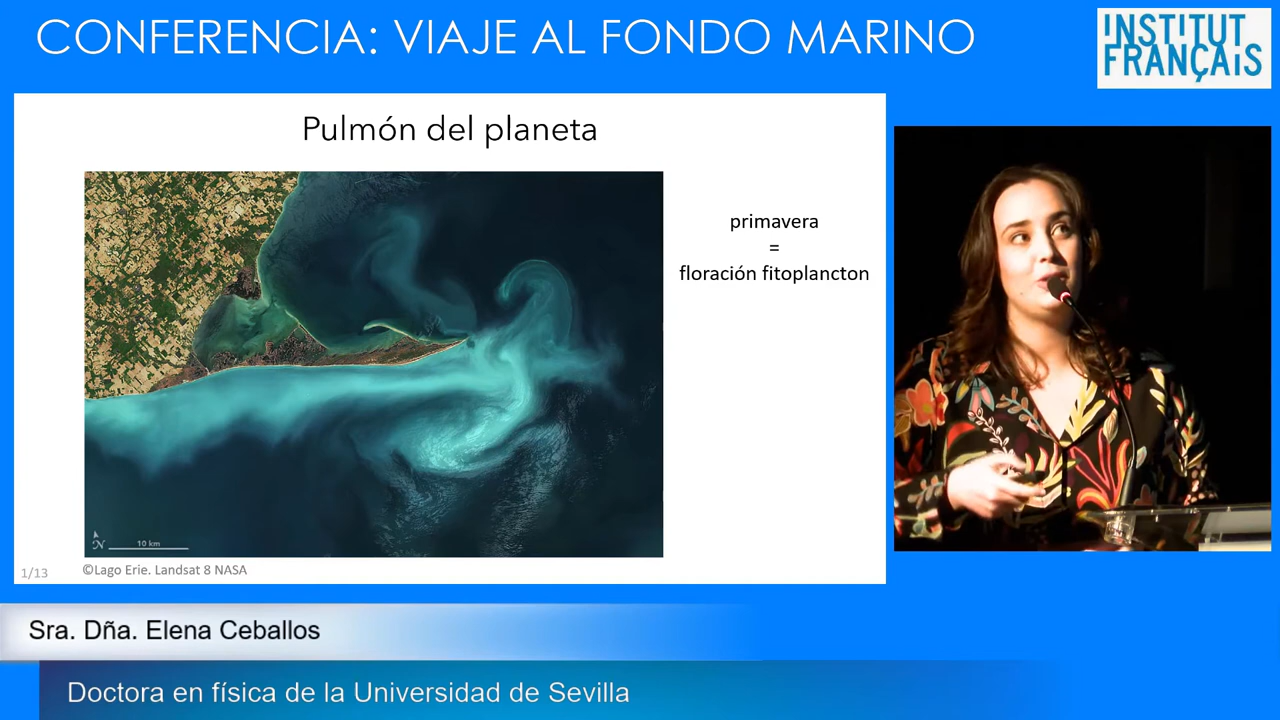 CONFERENCIA: VIAJE AL FONDO MARINO
INSTITUT
FRANÇAIS
Pulmón del planeta
primavera
=
floración fitoplancton
N
10 km
1/13
©Lago Erie. Landsat 8 NASA
Sra. Dña. Elena Ceballos
Doctora en física de la Universidad de Sevilla